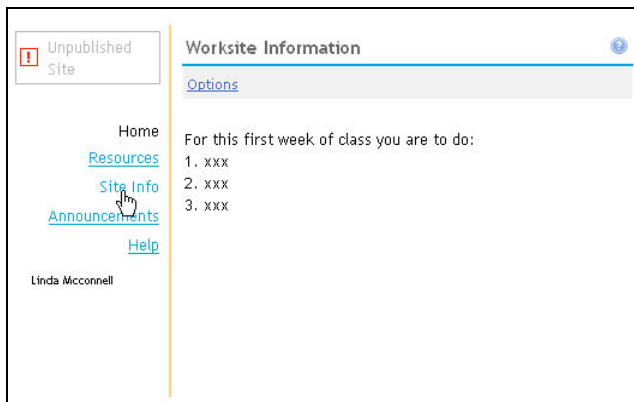 Unpublished
Site
Worksite Information
Options
Home
Resources
Site Info
Announcements
Help
Linda Mcconnell
For this first week of class you are to do:
1. xxx
2. xxx
3. xxx